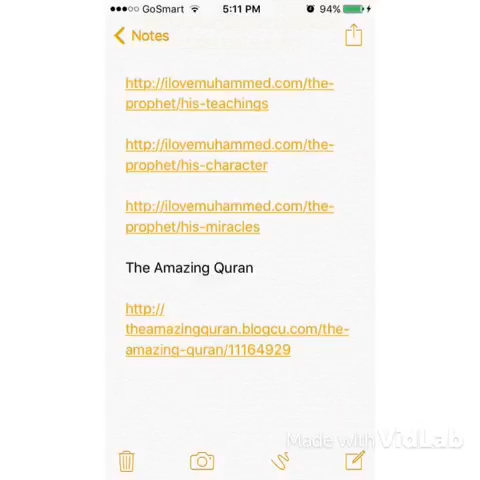 GoSmart 5:11 PM 94%
Notes
http://ilovemuhammed.com/the-
prophet/his-teachings
http://ilovemuhammed.com/the-
prophet/his-character
http://ilovemuhammed.com/the-
prophet/his-miracles
The Amazing Quran
http://
theamazingquran.blogcu.com/the-
amazing-quran/11164929
Made with VidLab